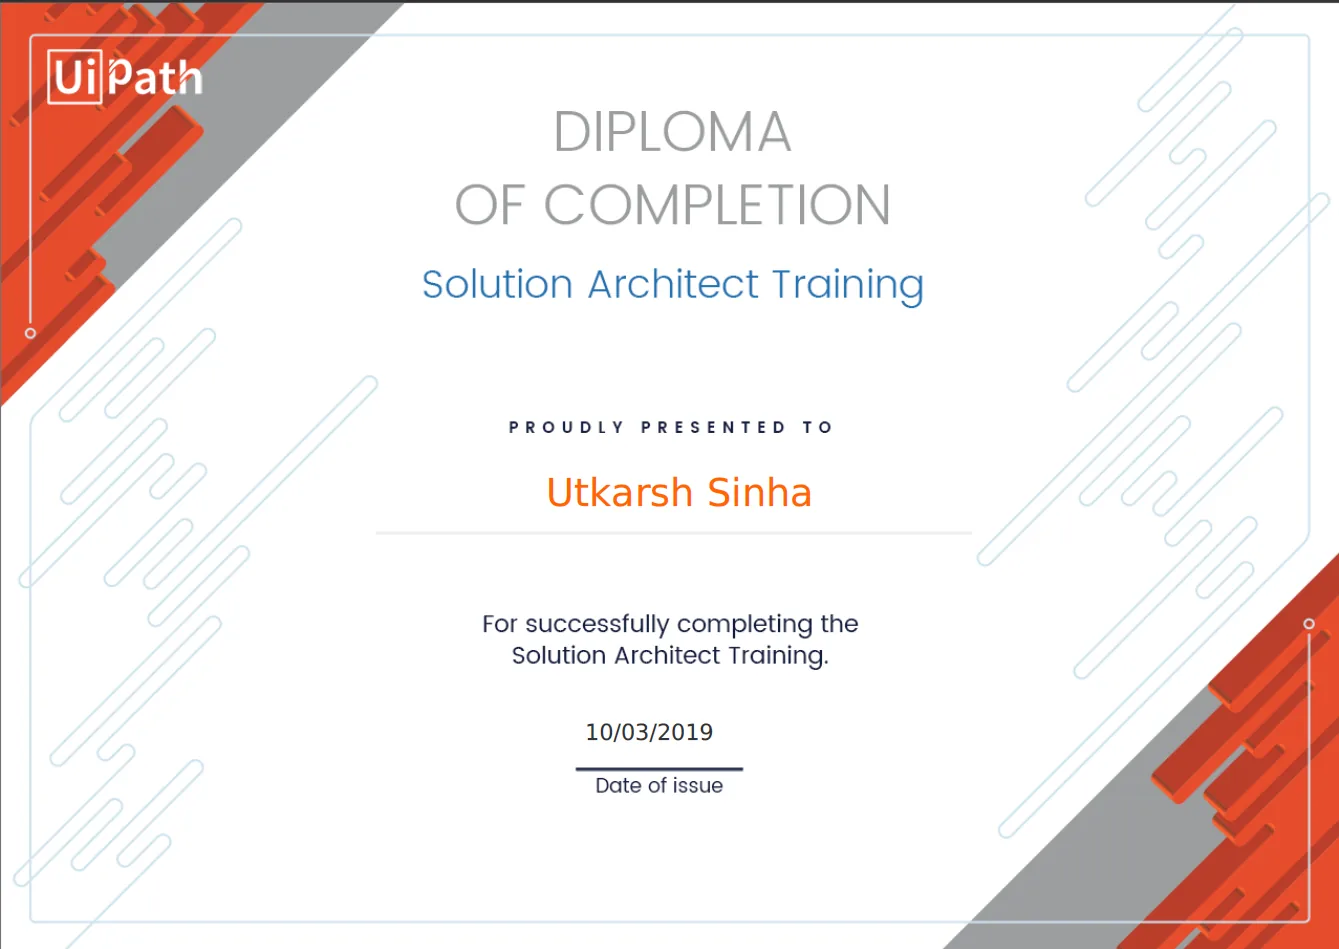 UiPath
DIPLOMA
OF COMPLETION
Solution Architect Training
PROUDLY PRESENTED TO
Utkarsh Sinha
For successfully completing the
Solution Architect Training.
10/03/2019
Date of issue